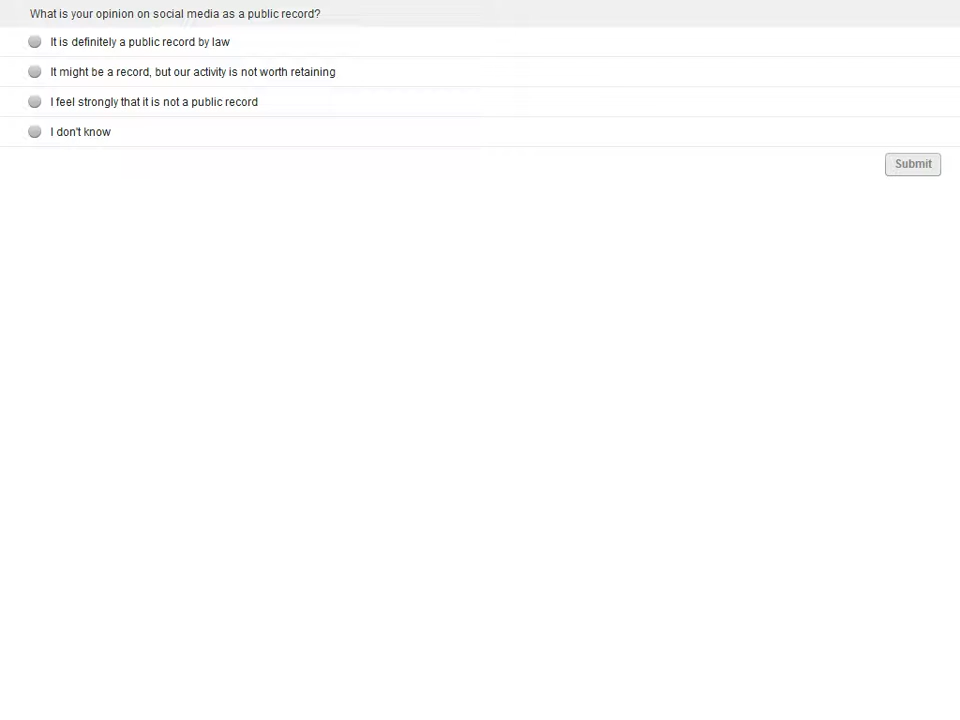 What is your opinion on social media as a public record?
It is definitely a public record by law
It might be a record, but our activity is not worth retaining
I feel strongly that it is not a public record
I don't know
Submit